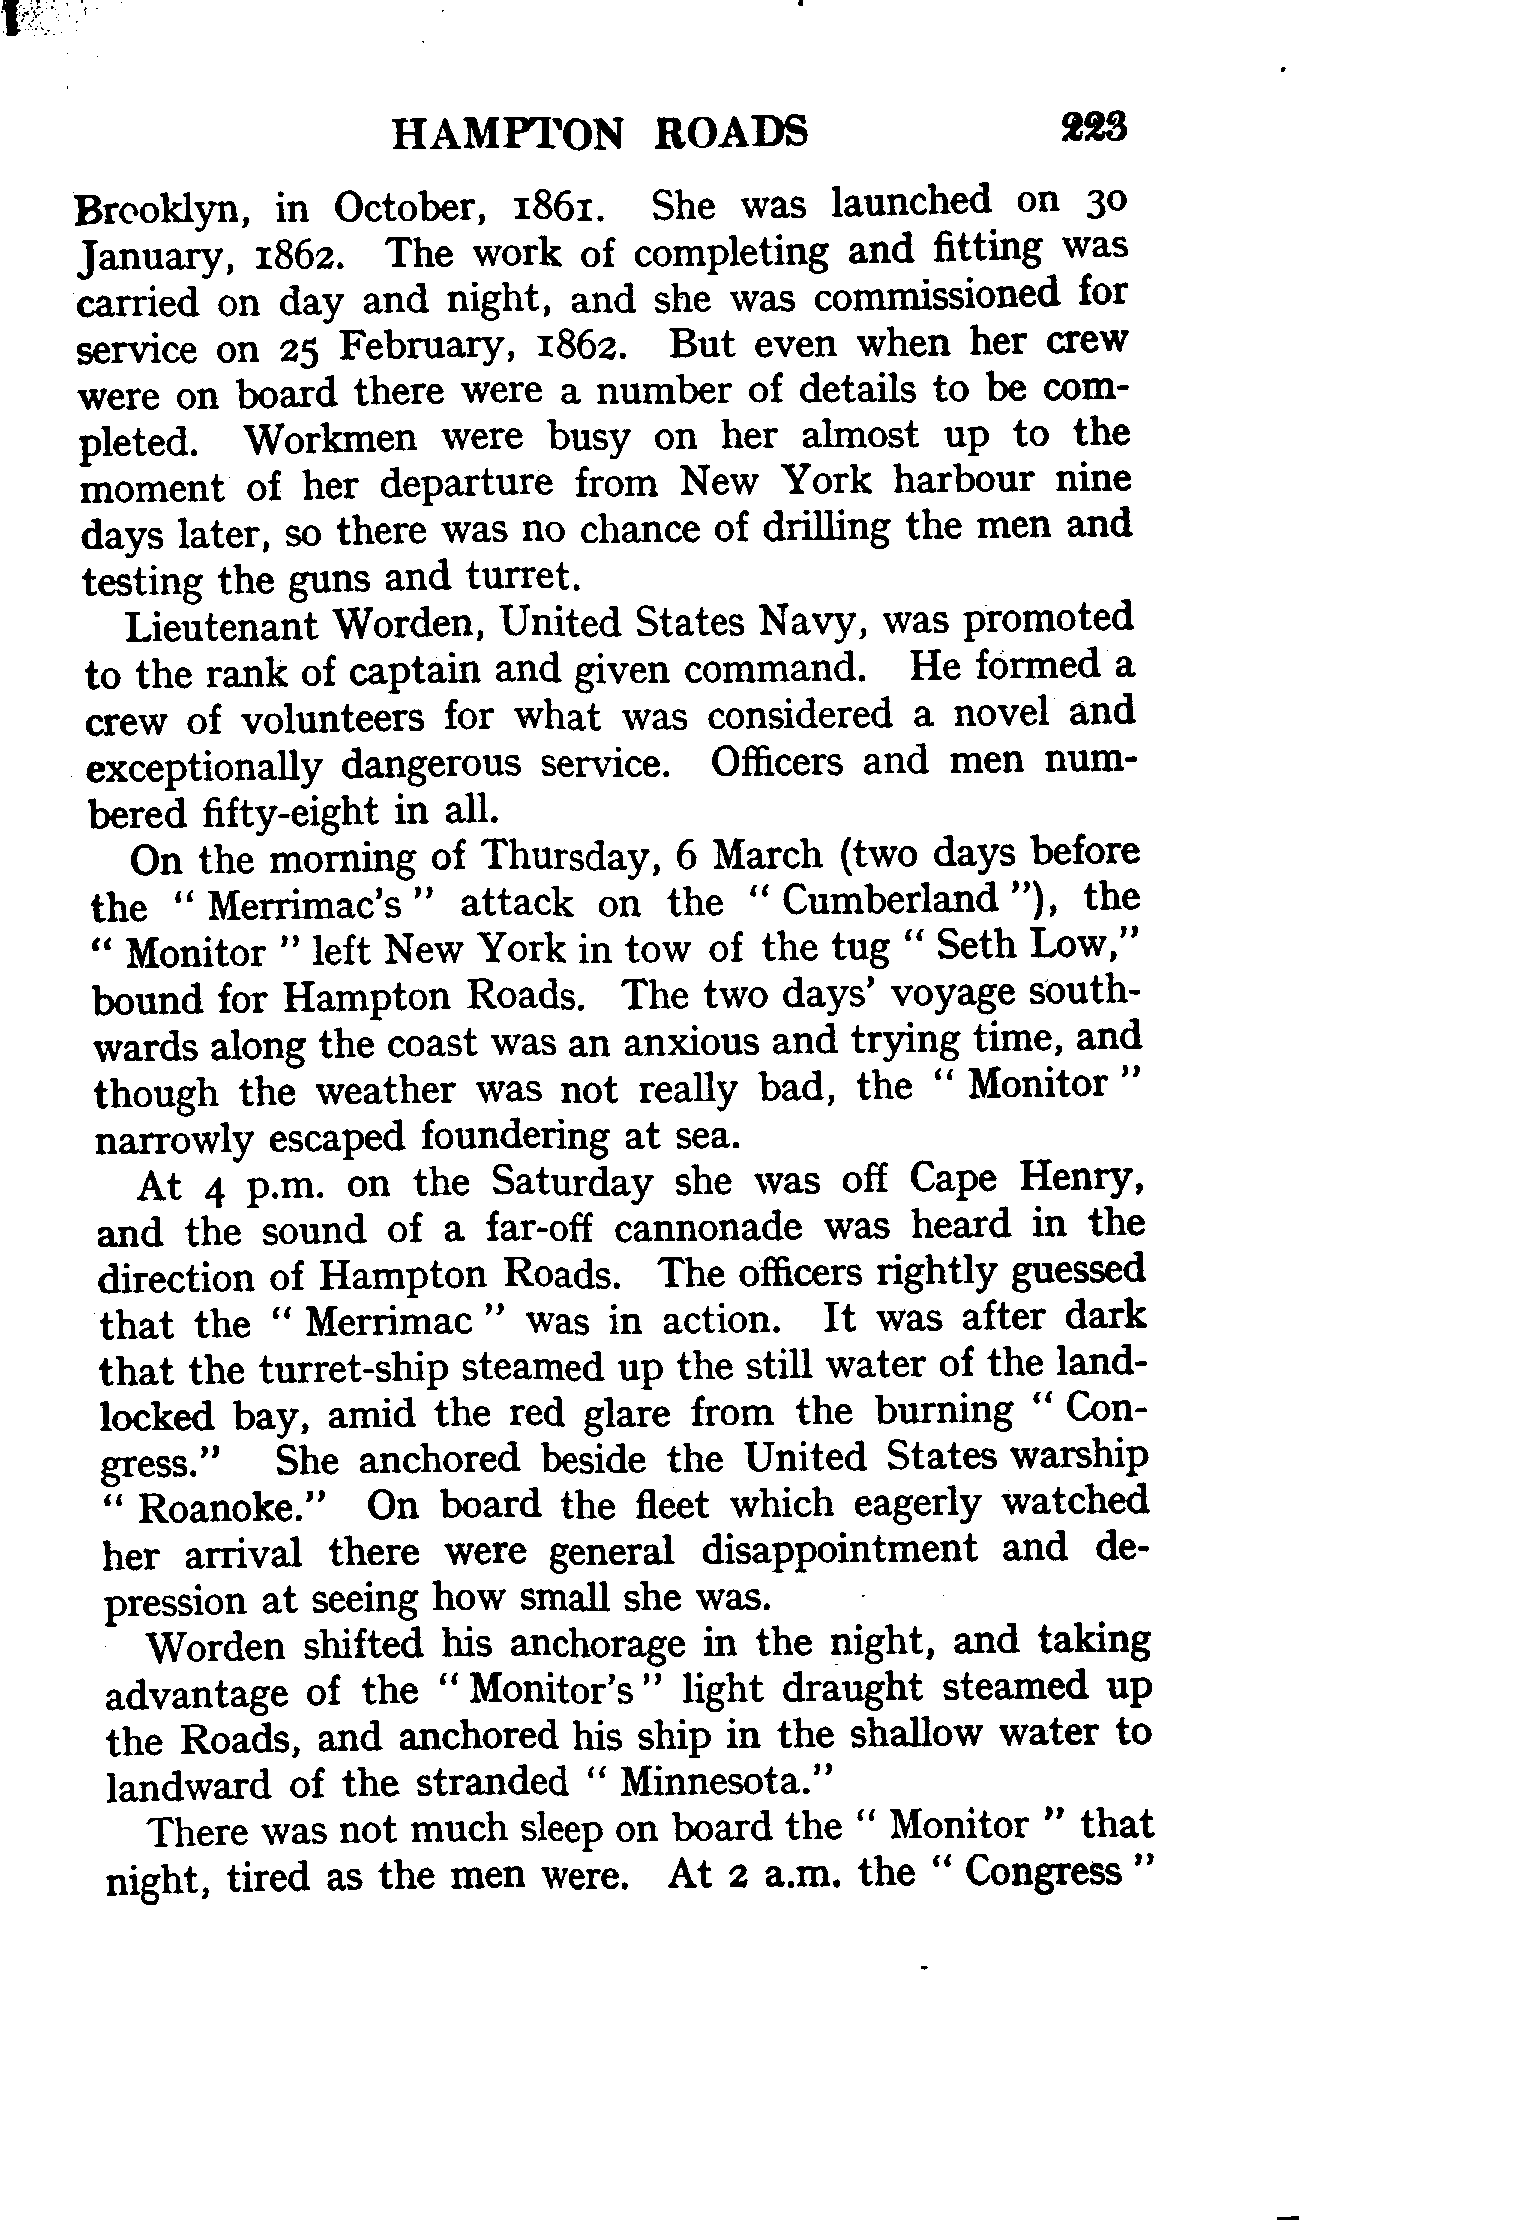 HAMPTON ROADS 223
Brooklyn, in October, 1861. She was launched on 30
January, 1862. The work of completing and fitting was
carried on day and night, and she was commissioned for
service on 25 February, 1862. But even when her crew
were on board there were a number of details to be com-
pleted. Workmen were busy on her almost up to the
moment of her departure from New York harbour nine
days later, so there was no chance of drilling the men and
testing the guns and turret.
Lieutenant Worden, United States Navy, was promoted
to the rank of captain and given command. He formed a
crew of volunteers for what was considered a novel and
exceptionally dangerous service. Officers and men num-
bered fifty-eight in all.
On the morning of Thursday, 6 March (two days before
the “ Merrimac's ” attack on the “ Cumberland ”), the
“ Monitor ” left New York in tow of the tug “ Seth Low,”
bound for Hampton Roads. The two days' voyage south-
wards along the coast was an anxious and trying time, and
though the weather was not really bad, the “ Monitor ”
narrowly escaped foundering at sea.
At 4 p.m. on the Saturday she was off Cape Henry,
and the sound of a far-off cannonade was heard in the
direction of Hampton Roads. The officers rightly guessed
that the “ Merrimac ” was in action. It was after dark
that the turret-ship steamed up the still water of the land-
locked bay, amid the red glare from the burning “ Con-
gress.” She anchored beside the United States warship
“ Roanoke.” On board the fleet which eagerly watched
her arrival there were general disappointment and de-
pression at seeing how small she was.
Worden shifted his anchorage in the night, and taking
advantage of the “ Monitor's ” light draught steamed up
the Roads, and anchored his ship in the shallow water to
landward of the stranded “ Minnesota.”
There was not much sleep on board the “ Monitor ” that
night, tired as the men were. At 2 a.m. the “ Congress ”